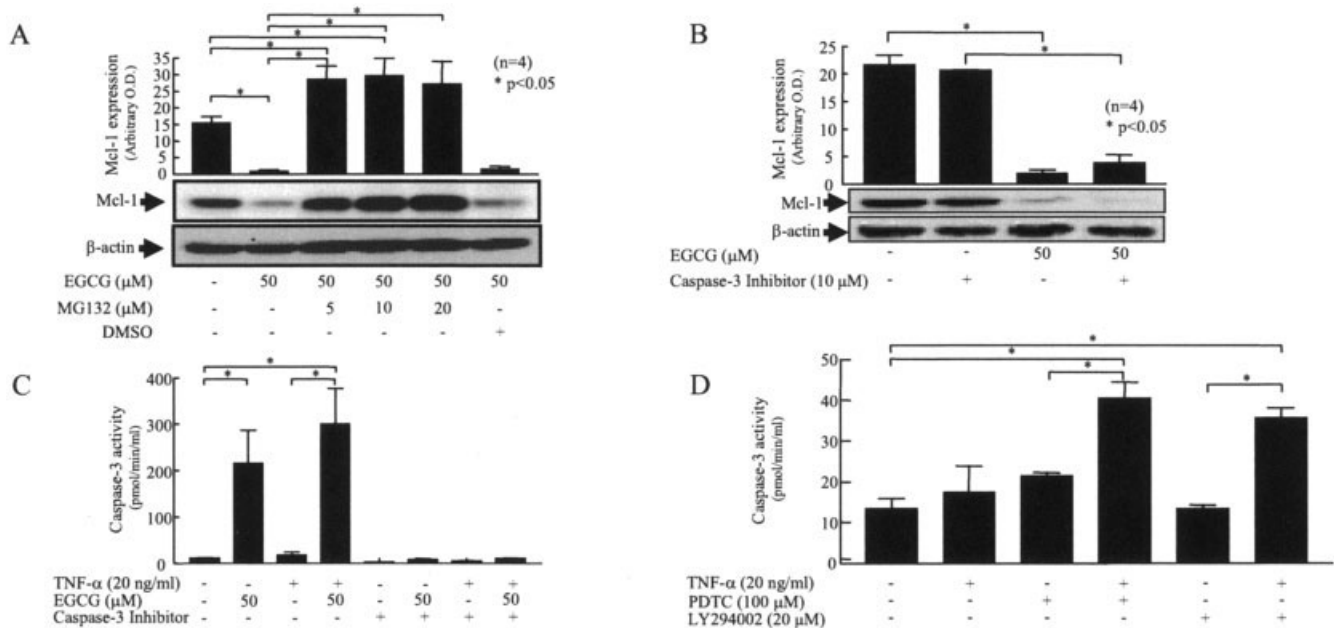 A
*
*
*
*
*
*
Mcl-1 expression
(Arbitrary O.D.)
35
30
25
20
15
10
5
0
(n=4)
* p<0.05
Mcl-1
β-actin
EGCG (μM) - 50 50 50 50 50
MG132 (μM) - - 5 10 20 -
DMSO - - - - - +
B
*
*
Mcl-1 expression
(Arbitrary O.D.)
25
20
15
10
5
0
(n=4)
* p<0.05
Mcl-1
β-actin
EGCG (μM) - - 50 50
Caspase-3 Inhibitor (10 μM) - + - +
C
*
*
*
Caspase-3 activity
(pmol/min/ml)
400
300
200
100
0
TNF-α (20 ng/ml) - - + + - - + +
EGCG (μM) - 50 - 50 - 50 - 50
Caspase-3 Inhibitor - - - - + + + +
D
*
*
*
*
Caspase-3 activity
(pmol/min/ml)
50
40
30
20
10
0
TNF-α (20 ng/ml) - + - + - +
PDTC (100 μM) - - + + - -
LY294002 (20 μM) - - - - + +